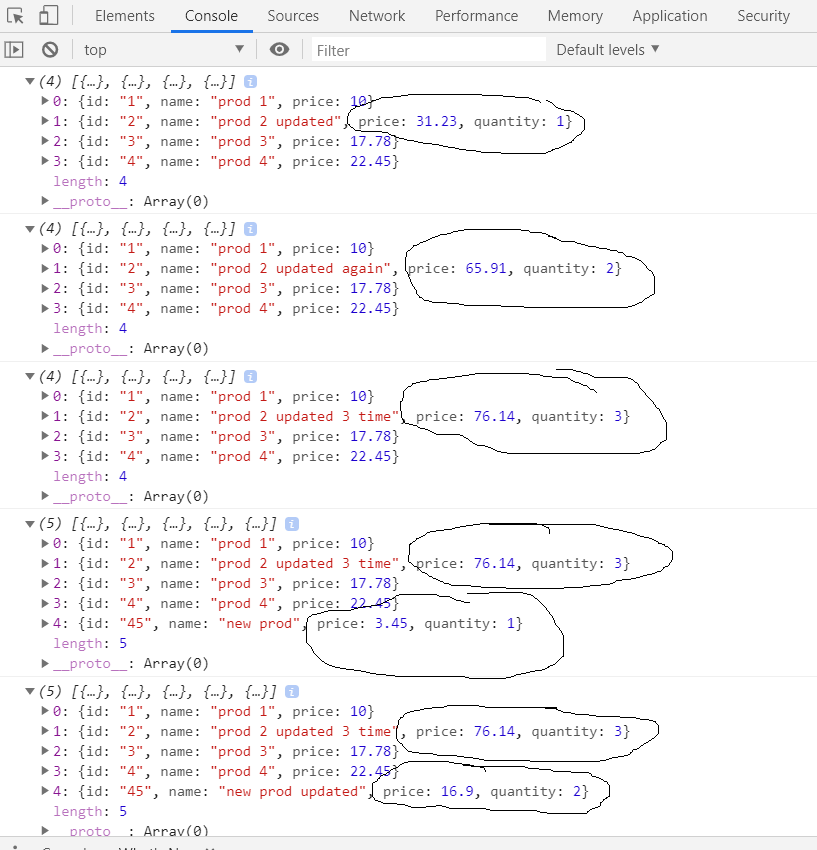 Elements Console Sources Network Performance Memory Application Security
top Filter Default levels
(4) [{…}, {…}, {…}, {…}] i
0: {id: "1", name: "prod 1", price: 10}
1: {id: "2", name: "prod 2 updated", price: 31.23, quantity: 1}
2: {id: "3", name: "prod 3", price: 17.78}
3: {id: "4", name: "prod 4", price: 22.45}
length: 4
__proto__: Array(0)
(4) [{…}, {…}, {…}, {…}] i
0: {id: "1", name: "prod 1", price: 10}
1: {id: "2", name: "prod 2 updated again", price: 65.91, quantity: 2}
2: {id: "3", name: "prod 3", price: 17.78}
3: {id: "4", name: "prod 4", price: 22.45}
length: 4
__proto__: Array(0)
(4) [{…}, {…}, {…}, {…}] i
0: {id: "1", name: "prod 1", price: 10}
1: {id: "2", name: "prod 2 updated 3 time", price: 76.14, quantity: 3}
2: {id: "3", name: "prod 3", price: 17.78}
3: {id: "4", name: "prod 4", price: 22.45}
length: 4
__proto__: Array(0)
(5) [{…}, {…}, {…}, {…}, {…}] i
0: {id: "1", name: "prod 1", price: 10}
1: {id: "2", name: "prod 2 updated 3 time", price: 76.14, quantity: 3}
2: {id: "3", name: "prod 3", price: 17.78}
3: {id: "4", name: "prod 4", price: 22.45}
4: {id: "45", name: "new prod", price: 3.45, quantity: 1}
length: 5
__proto__: Array(0)
(5) [{…}, {…}, {…}, {…}, {…}] i
0: {id: "1", name: "prod 1", price: 10}
1: {id: "2", name: "prod 2 updated 3 time", price: 76.14, quantity: 3}
2: {id: "3", name: "prod 3", price: 17.78}
3: {id: "4", name: "prod 4", price: 22.45}
4: {id: "45", name: "new prod updated", price: 16.9, quantity: 2}
length: 5
__proto__: Array(0)